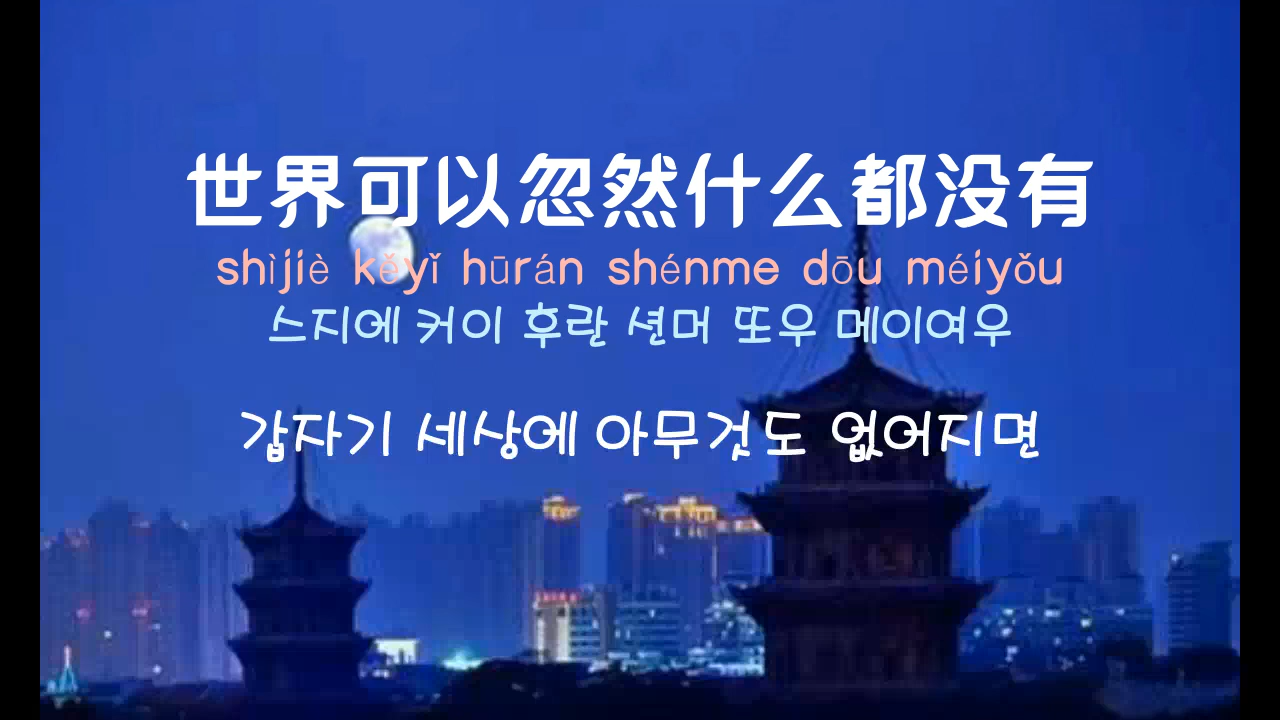 世界可以忽然什么都没有
shìjiè kěyǐ hūrán shénme dōu méiyǒu
스지에 커이 후란 션머 또우 메이여우
갑자기 세상에 아무것도 없어지면